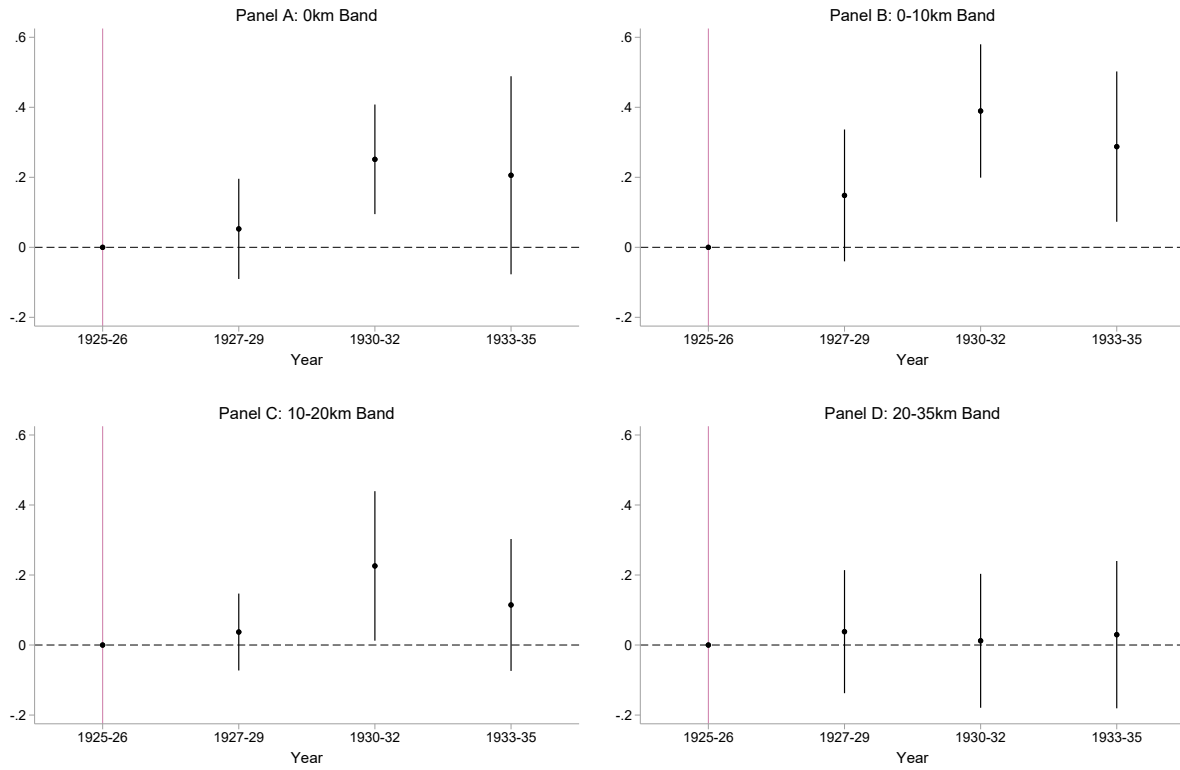 Panel A: 0km Band
.6
.4
.2
0
-.2
1925-26 1927-29 1930-32 1933-35
Year
Panel B: 0-10km Band
.6
.4
.2
0
-.2
1925-26 1927-29 1930-32 1933-35
Year
Panel C: 10-20km Band
.6
.4
.2
0
-.2
1925-26 1927-29 1930-32 1933-35
Year
Panel D: 20-35km Band
.6
.4
.2
0
-.2
1925-26 1927-29 1930-32 1933-35
Year